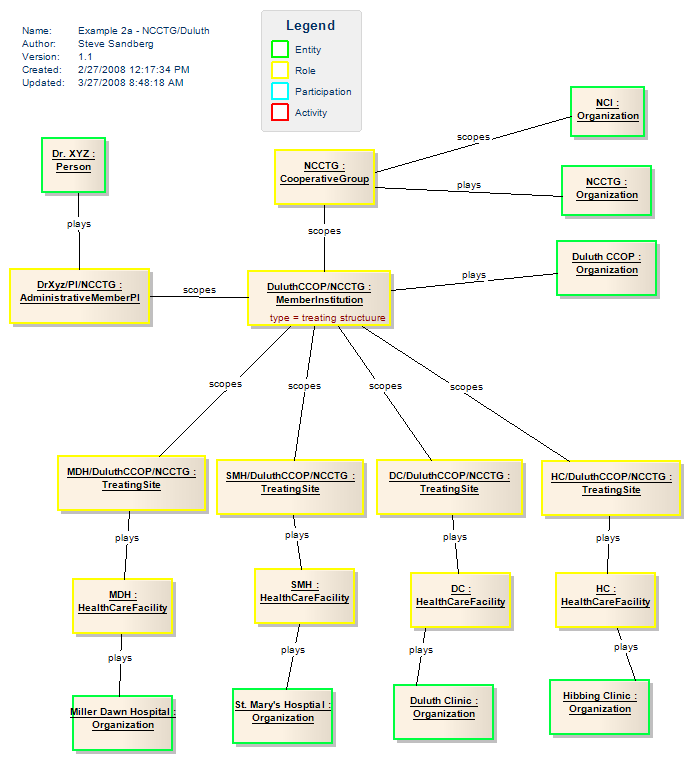 Name: Example 2a - NCCTG/Duluth
Author: Steve Sandberg
Version: 1.1
Created: 2/27/2008 12:17:34 PM
Updated: 3/27/2008 8:48:18 AM
Legend
Entity
Role
Participation
Activity
NCI :
Organization
scopes
Dr. XYZ :
Person
NCCTG :
CooperativeGroup
plays
NCCTG :
Organization
plays
scopes
Duluth CCOP :
Organization
DrXyz/PI/NCCTG :
AdministrativeMemberPI
scopes
DuluthCCOP/NCCTG :
MemberInstitution
type = treating structuure
plays
scopes
scopes
scopes
scopes
MDH/DuluthCCOP/NCCTG :
TreatingSite
SMH/DuluthCCOP/NCCTG :
TreatingSite
DC/DuluthCCOP/NCCTG :
TreatingSite
HC/DuluthCCOP/NCCTG :
TreatingSite
plays
plays
plays
plays
MDH :
HealthCareFacility
SMH :
HealthCareFacility
DC :
HealthCareFacility
HC :
HealthCareFacility
plays
plays
plays
plays
Miller Dawn Hospital :
Organization
St. Mary's Hosptial :
Organization
Duluth Clinic :
Organization
Hibbing Clinic :
Organization